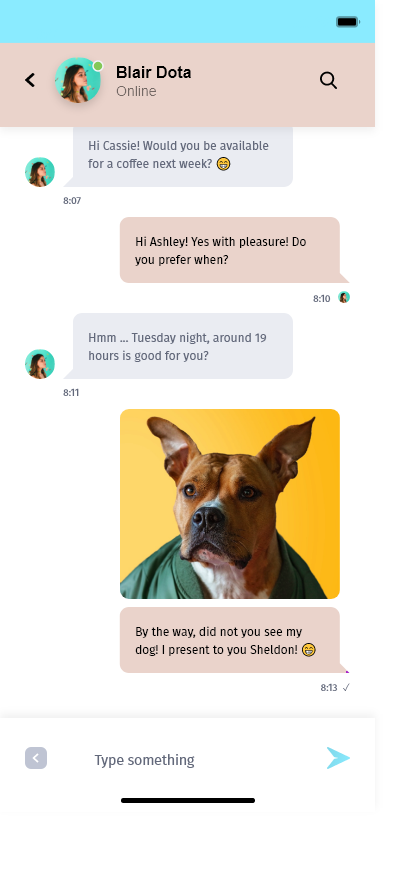 Blair Dota
Online
Hi Cassie! Would you be available
for a coffee next week? 😁
8:07
Hi Ashley! Yes with pleasure! Do
you prefer when?
8:10
Hmm ... Tuesday night, around 19
hours is good for you?
8:11
By the way, did not you see my
dog! I present to you Sheldon! 😁
8:13 ✓
Type something